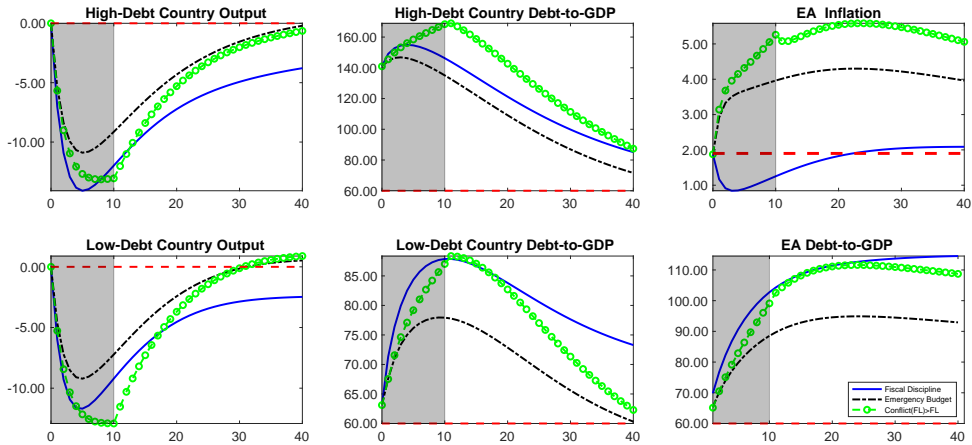 High-Debt Country Output
0.00
-5.00
-10.00
0 10 20 30 40
High-Debt Country Debt-to-GDP
160.00
140.00
120.00
100.00
80.00
60.00
0 10 20 30 40
EA Inflation
5.00
4.00
3.00
2.00
1.00
0 10 20 30 40
Low-Debt Country Output
0.00
-5.00
-10.00
0 10 20 30 40
Low-Debt Country Debt-to-GDP
85.00
80.00
75.00
70.00
65.00
60.00
0 10 20 30 40
EA Debt-to-GDP
110.00
100.00
90.00
80.00
70.00
60.00
0 10 20 30 40
Fiscal Discipline
Emergency Budget
Conflict(FL)>FL